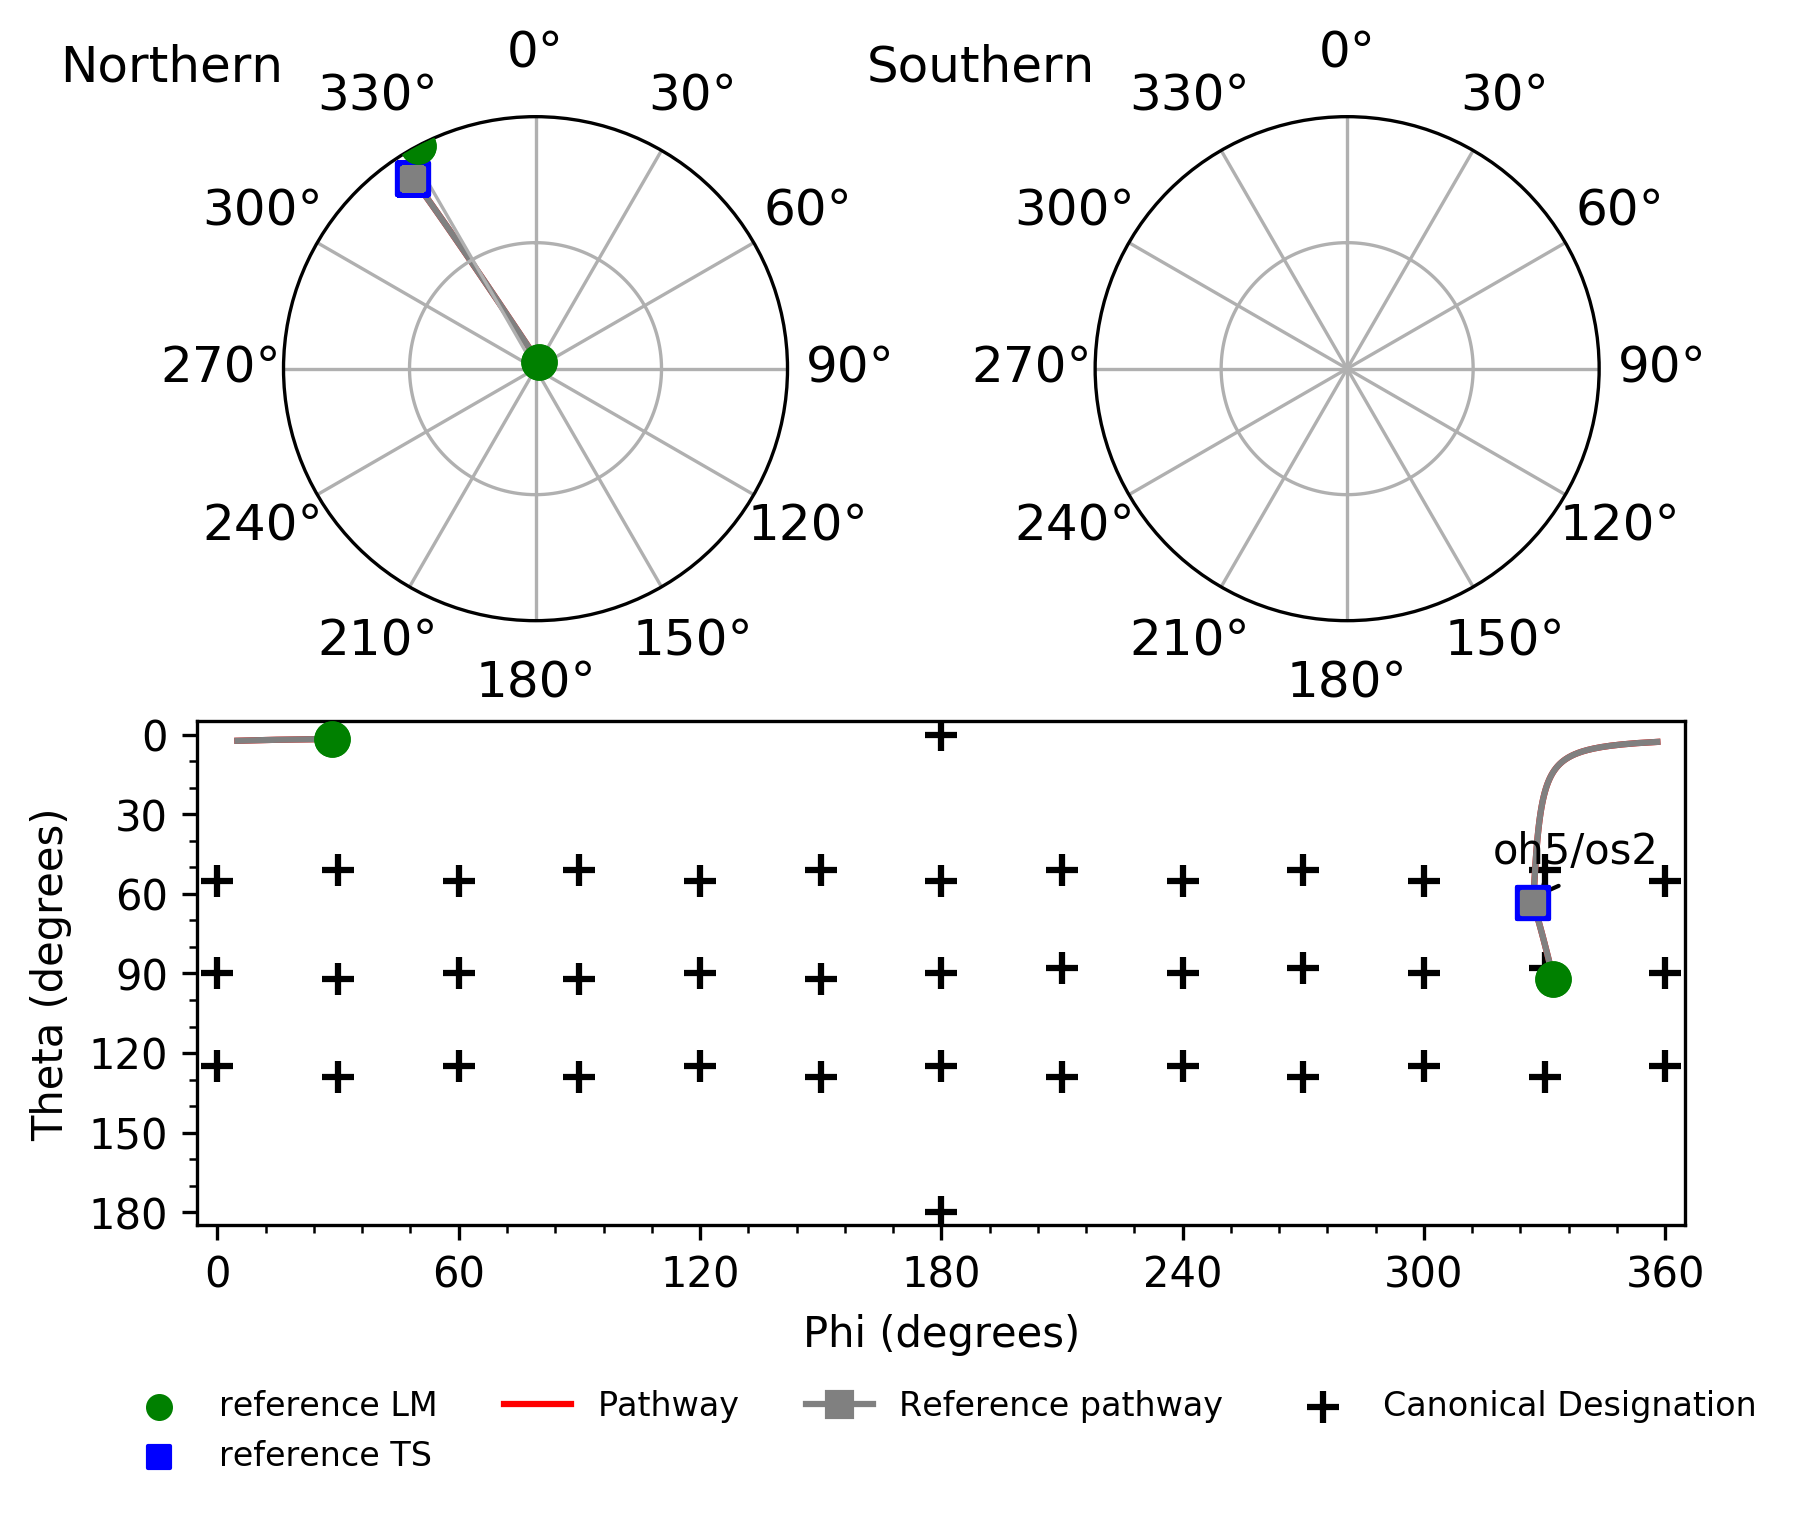 Northern
0°
330°
30°
300°
60°
270°
90°
240°
120°
210°
150°
180°
Southern
0°
330°
30°
300°
60°
270°
90°
240°
120°
210°
150°
180°
Theta (degrees)
0
30
60
90
120
150
180
oh5/os2
0 60 120 180 240 300 360
Phi (degrees)
reference LM
reference TS
Pathway
Reference pathway
Canonical Designation